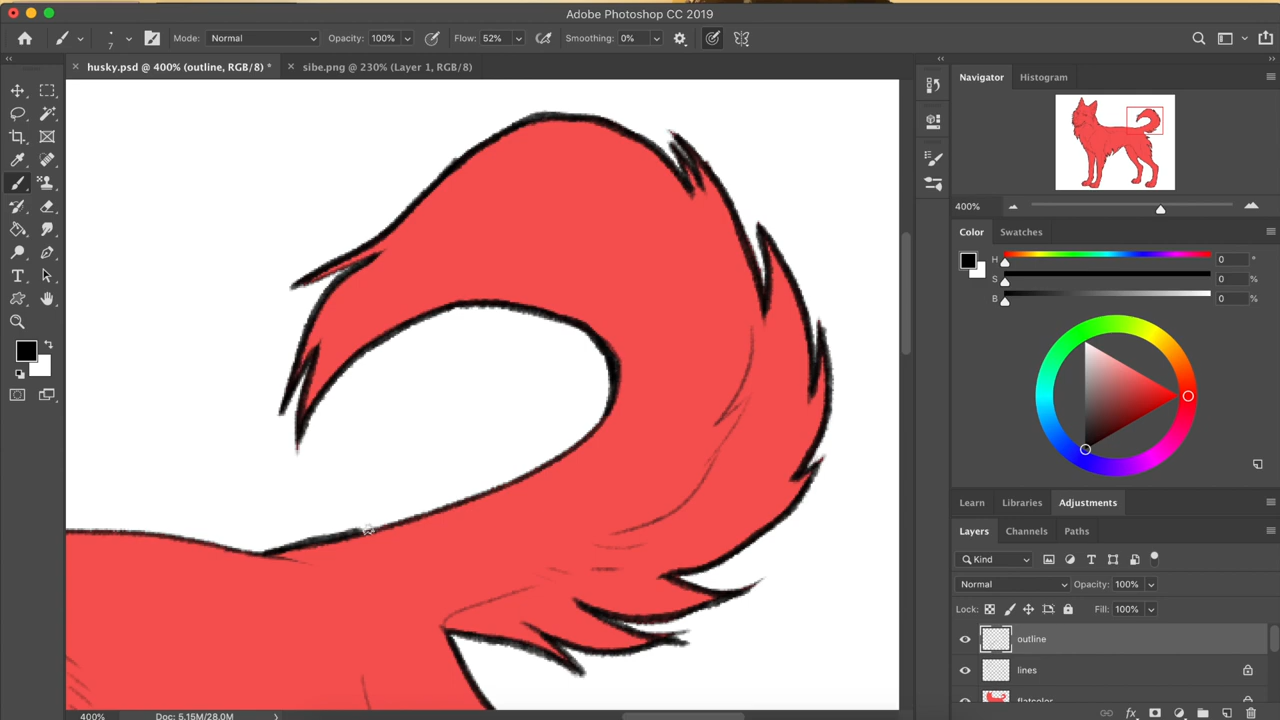 Adobe Photoshop CC 2019
7 Mode: Normal Opacity: 100% Flow: 52% Smoothing: 0%
husky.psd @ 400% (outline, RGB/8) * sibe.png @ 230% (Layer 1, RGB/8)
Navigator Histogram
400%
Color Swatches
H 0 °
S 0 %
B 0 %
Learn Libraries Adjustments
Layers Channels Paths
Kind
Normal Opacity: 100%
Lock: Fill: 100%
outline
lines
flatcolor
400% Doc: 5.15M/28.0M